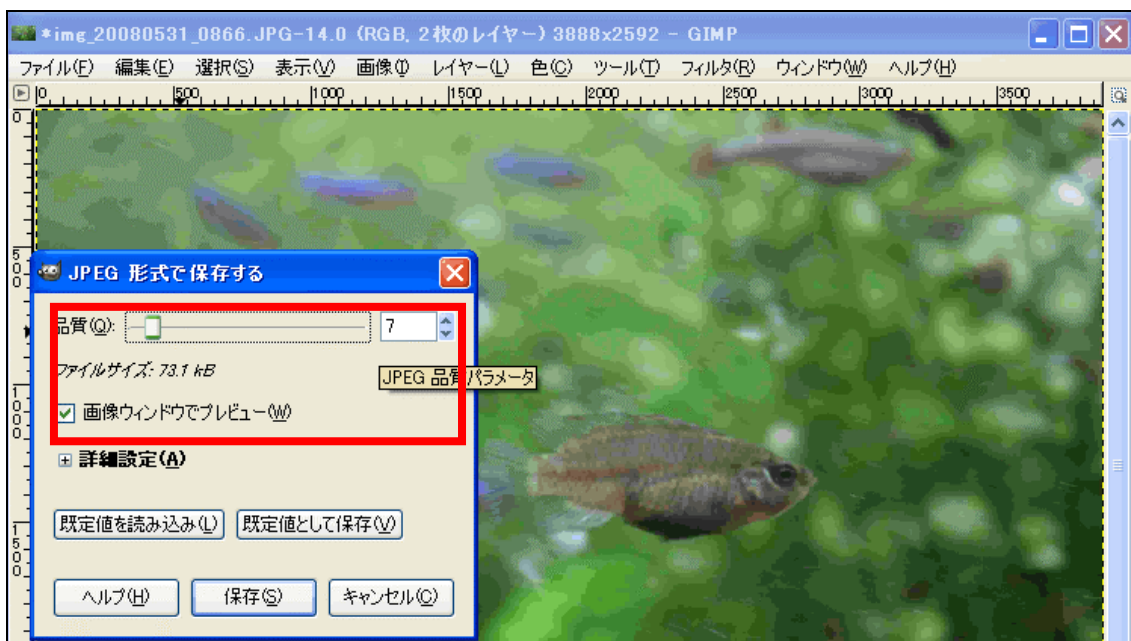 *img_20080531_0866.JPG-14.0 (RGB, 2枚のレイヤー) 3888x2592 – GIMP
ファイル(F) 編集(E) 選択(S) 表示(V) 画像(I) レイヤー(L) 色(C) ツール(T) フィルタ(R) ウィンドウ(W) ヘルプ(H)
0 500 1000 1500 2000 2500 3000 3500
0
500
1000
1500
JPEG 形式で保存する
品質(Q): 7
ファイルサイズ: 73.1 kB
JPEG 品質パラメータ
画像ウィンドウでプレビュー(W)
詳細設定(A)
既定値を読み込み(L) 既定値として保存(V)
ヘルプ(H) 保存(S) キャンセル(C)